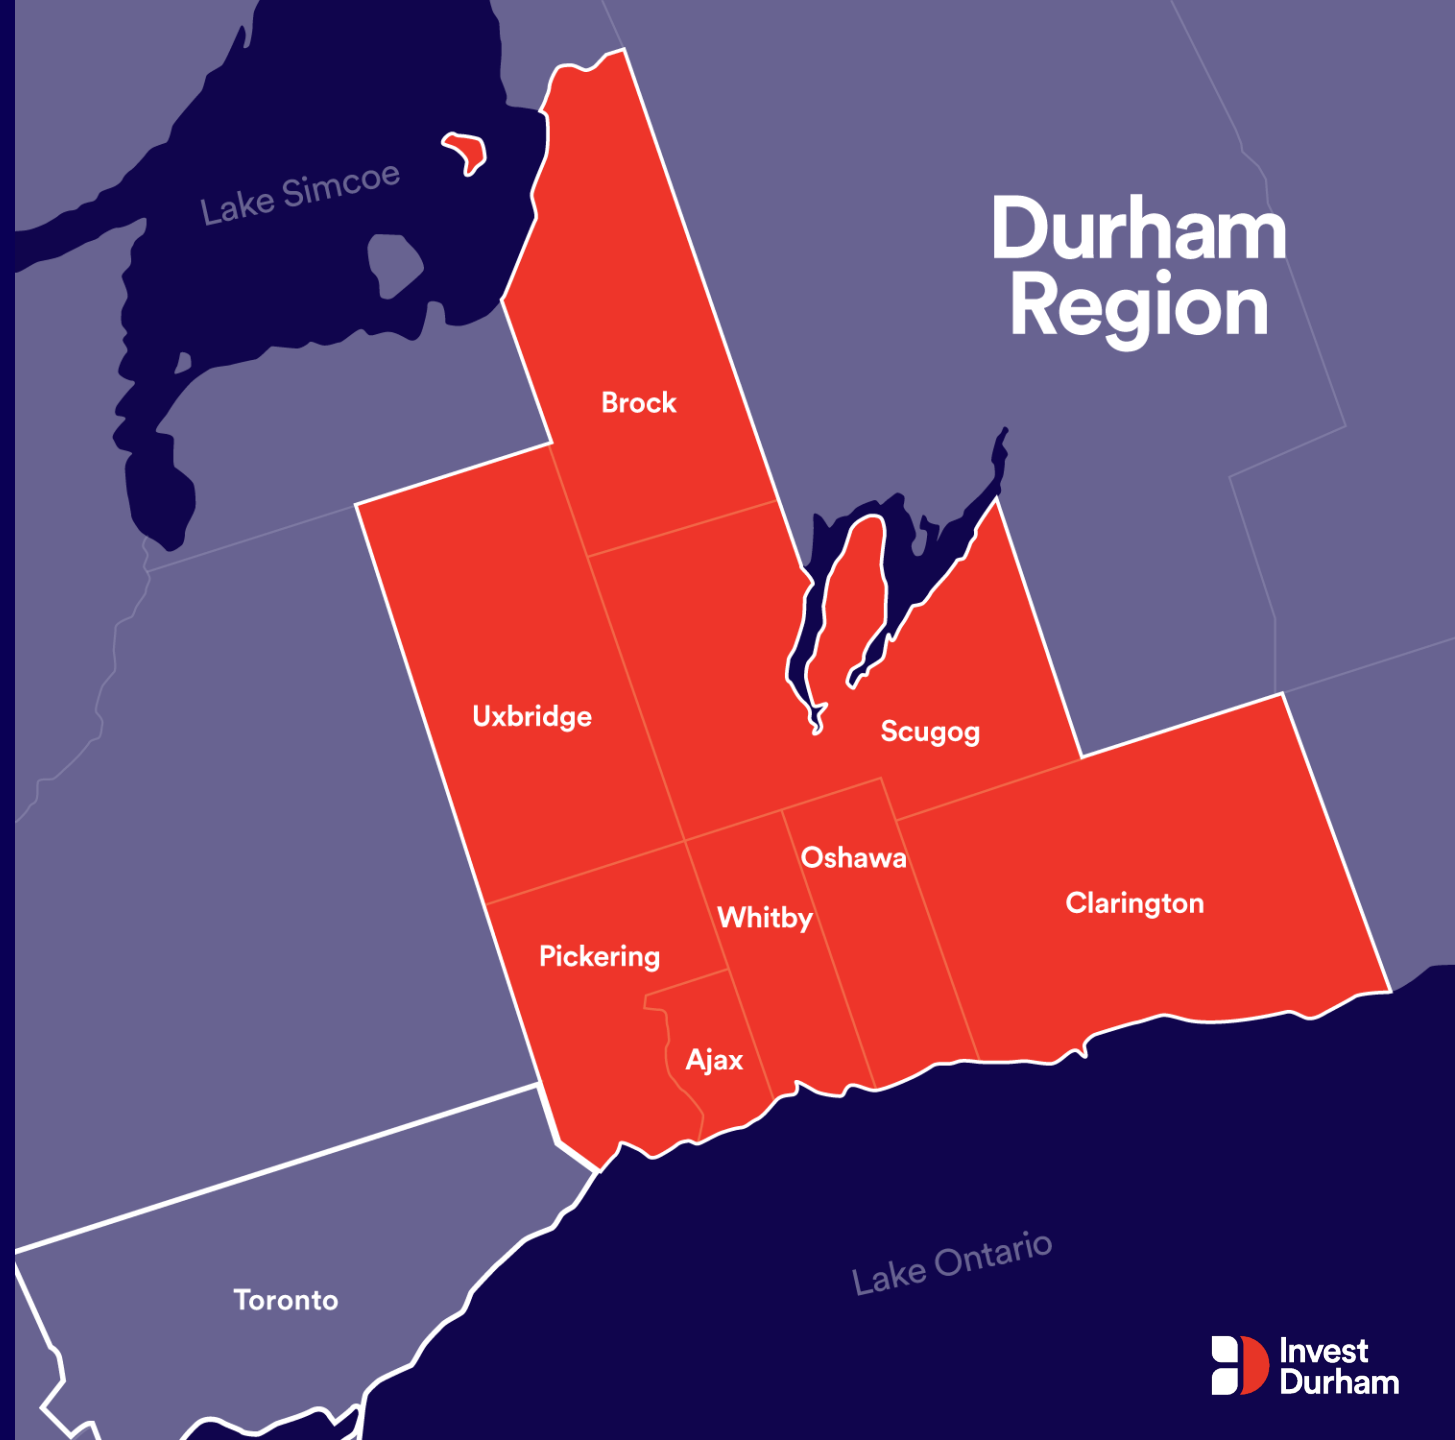 Lake Simcoe
Durham
Region
Brock
Uxbridge
Scugog
Oshawa
Clarington
Whitby
Pickering
Ajax
Lake Ontario
Toronto
Invest
Durham